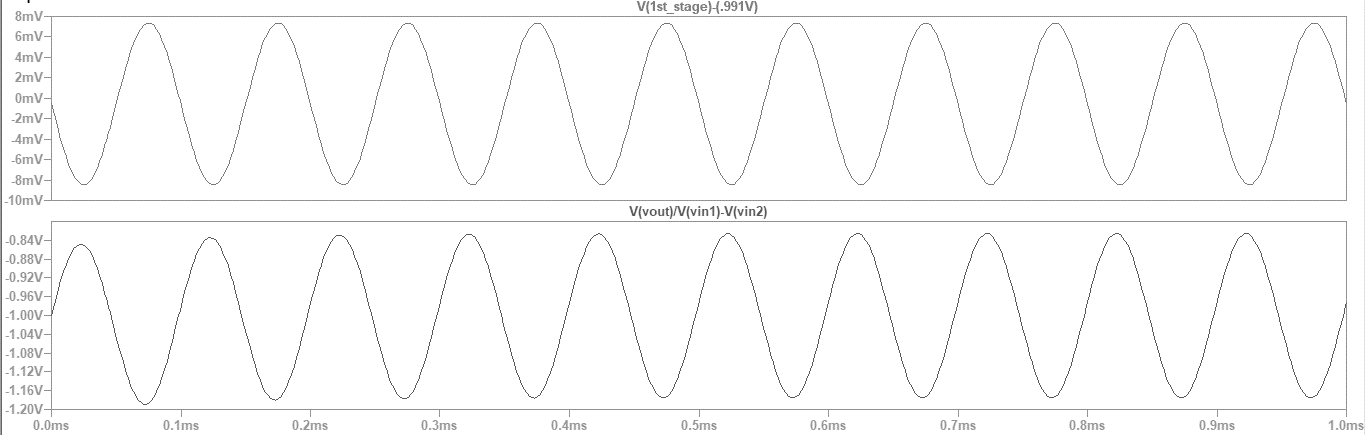 V(1st_stage)-(.991V)
8mV
6mV
4mV
2mV
0mV
-2mV
-4mV
-6mV
-8mV
-10mV
V(vout)/V(vin1)-V(vin2)
-0.84V
-0.88V
-0.92V
-0.96V
-1.00V
-1.04V
-1.08V
-1.12V
-1.16V
-1.20V
0.0ms 0.1ms 0.2ms 0.3ms 0.4ms 0.5ms 0.6ms 0.7ms 0.8ms 0.9ms 1.0ms